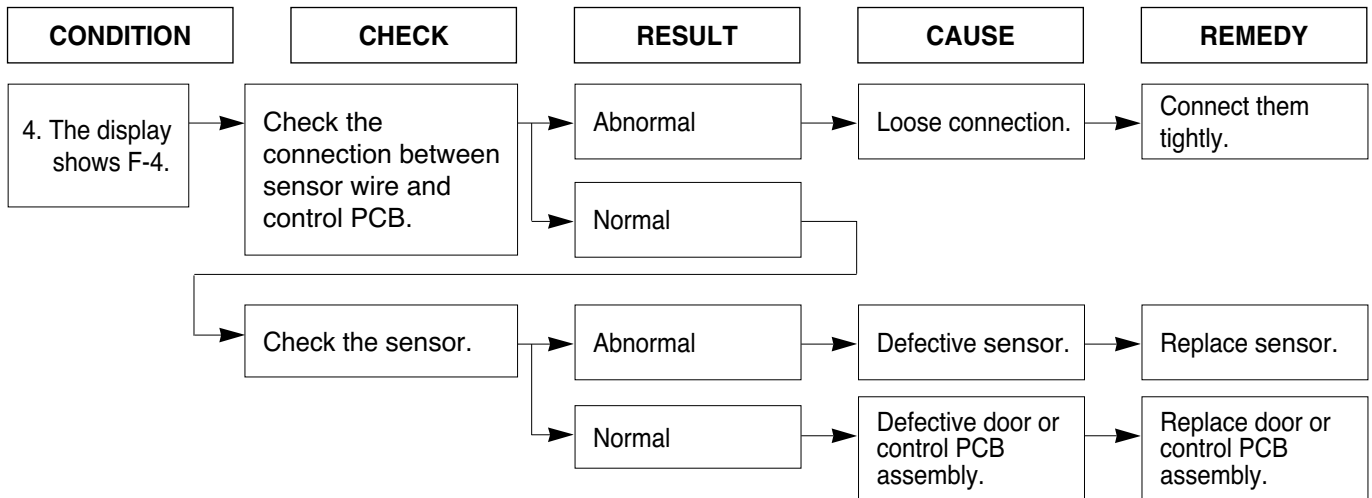 CONDITION
CHECK
RESULT
CAUSE
REMEDY
4. The display
shows F-4.
Check the
connection between
sensor wire and
control PCB.
Abnormal
Loose connection.
Connect them
tightly.
Normal
Check the sensor.
Abnormal
Defective sensor.
Replace sensor.
Normal
Defective door or
control PCB
assembly.
Replace door or
control PCB
assembly.